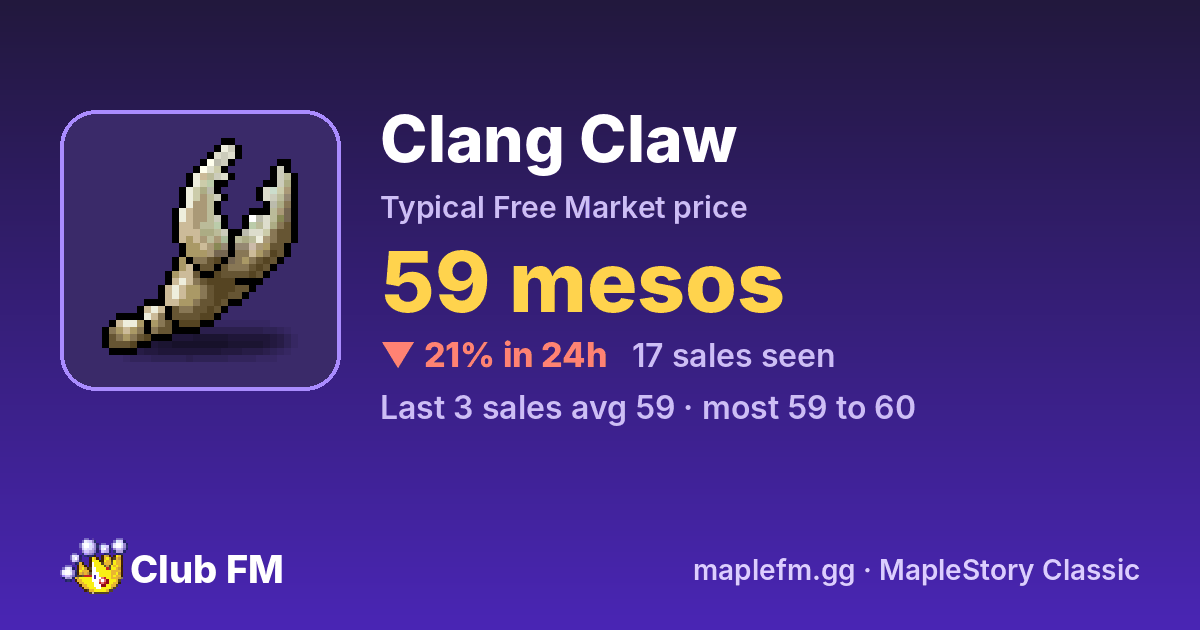 Clang Claw
Typical Free Market price
59 mesos
▼ 21% in 24h 17 sales seen
Last 3 sales avg 59 · most 59 to 60
Club FM
maplefm.gg · MapleStory Classic